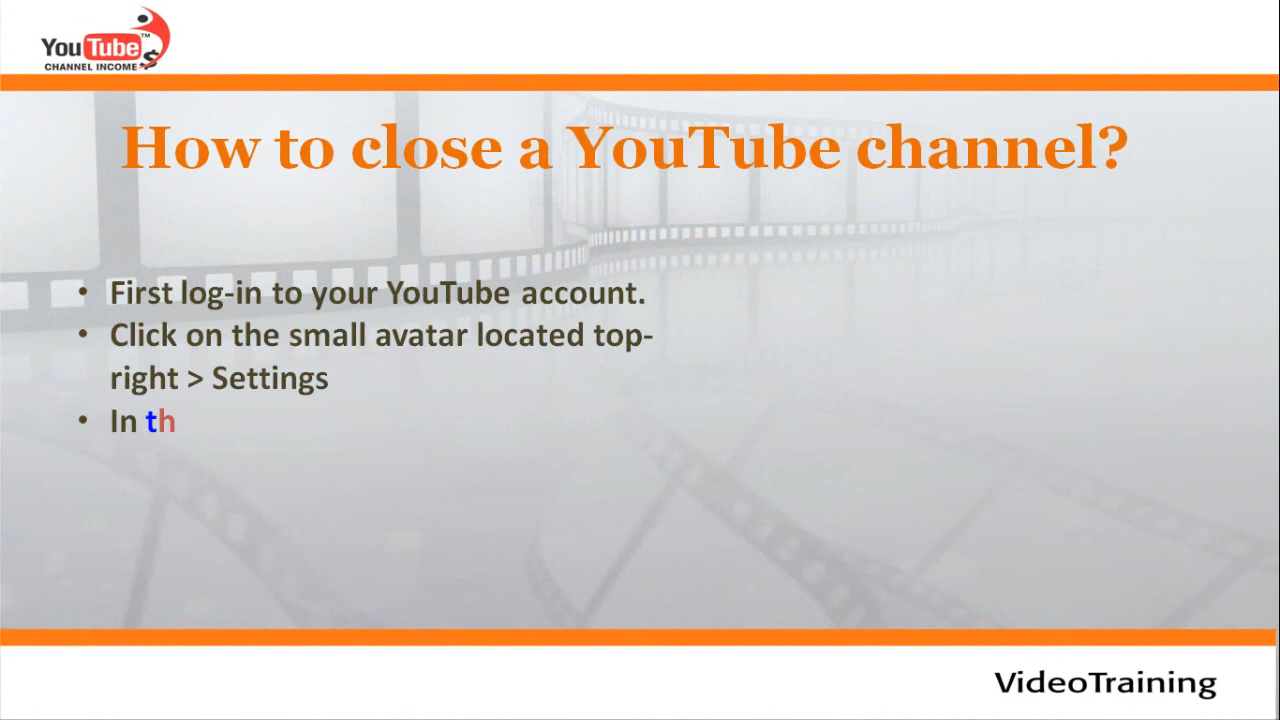 YouTube™
CHANNEL INCOME
How to close a YouTube channel?
• First log-in to your YouTube account.
• Click on the small avatar located top-
right > Settings
• In th
VideoTraining